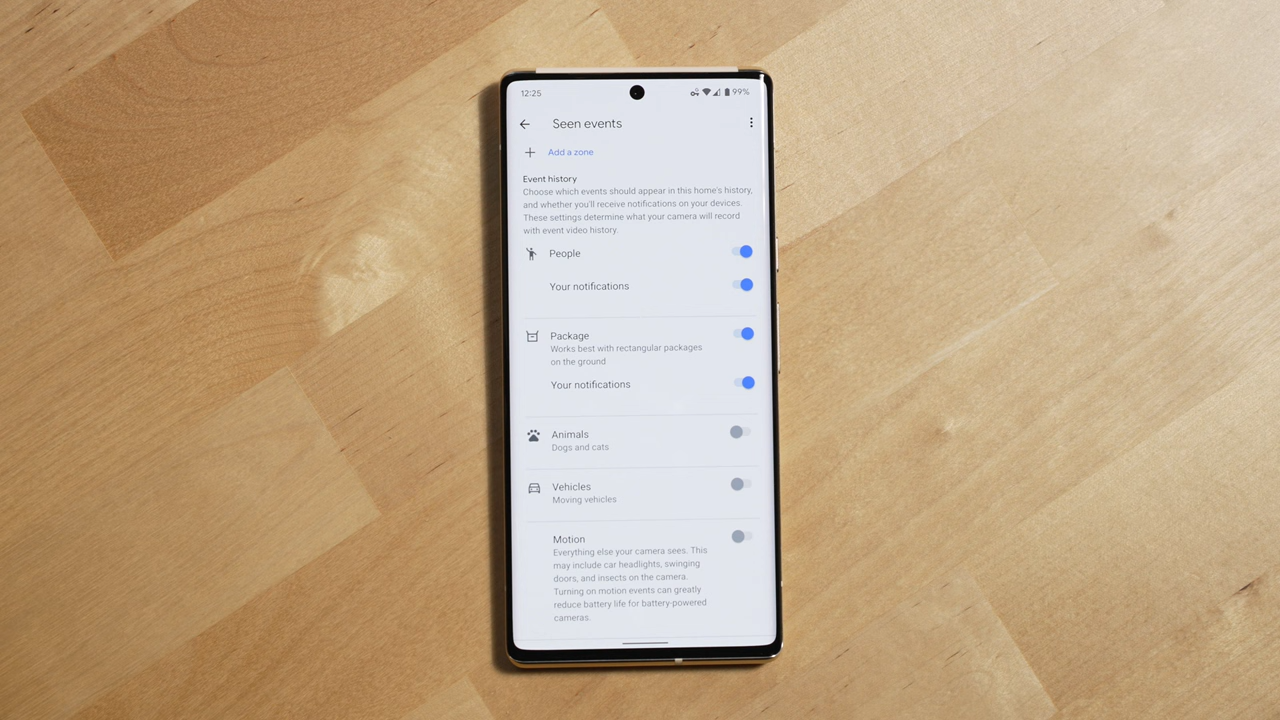 12:25
99%
Seen events
Add a zone
Event history
Choose which events should appear in this home's history,
and whether you'll receive notifications on your devices.
These settings determine what your camera will record
with event video history.
People
Your notifications
Package
Works best with rectangular packages
on the ground
Your notifications
Animals
Dogs and cats
Vehicles
Moving vehicles
Motion
Everything else your camera sees. This
may include car headlights, swinging
doors, and insects on the camera.
Turning on motion events can greatly
reduce battery life for battery-powered
cameras.